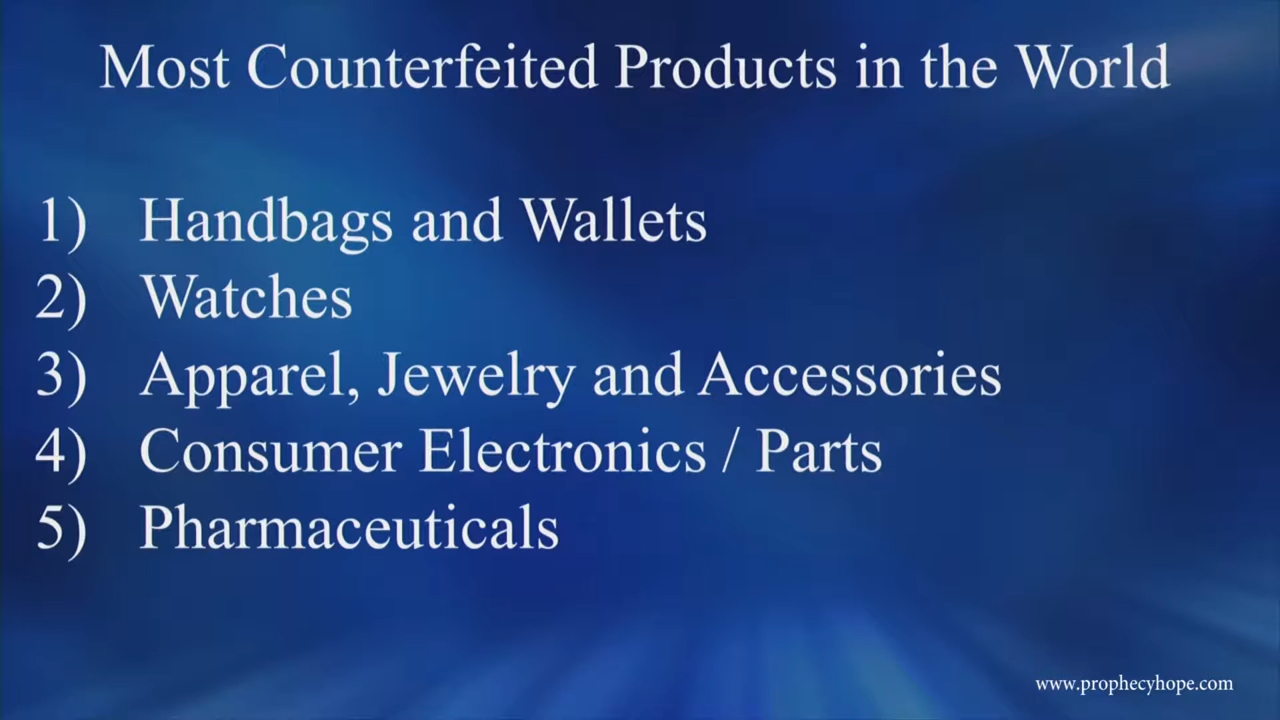 Most Counterfeited Products in the World
1) Handbags and Wallets
2) Watches
3) Apparel, Jewelry and Accessories
4) Consumer Electronics / Parts
5) Pharmaceuticals
www.prophecyhope.com